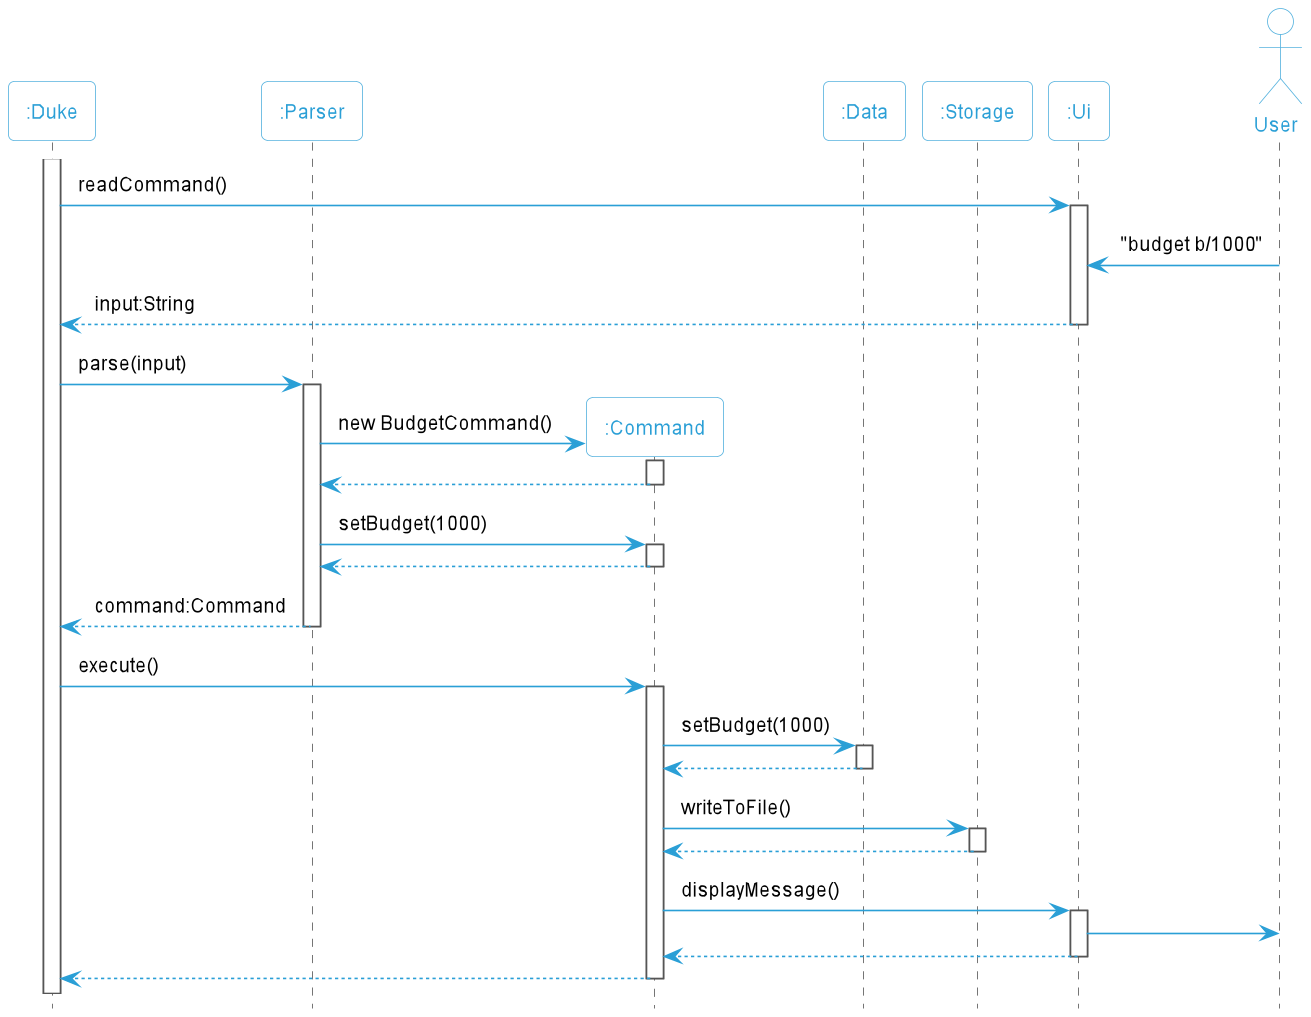 :Duke
:Parser
:Data
:Storage
:Ui
User
readCommand()
"budget b/1000"
input:String
parse(input)
new BudgetCommand()
:Command
setBudget(1000)
command:Command
execute()
setBudget(1000)
writeToFile()
displayMessage()